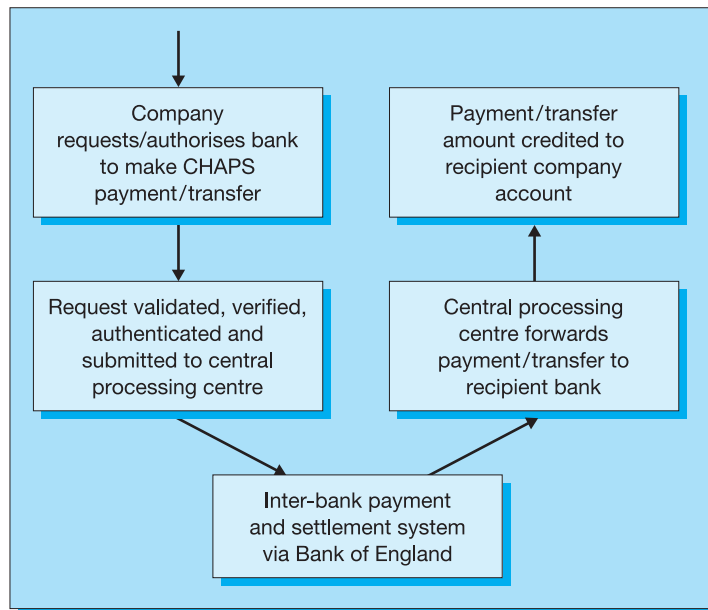 Company
requests/authorises bank
to make CHAPS
payment/transfer
Request validated, verified,
authenticated and
submitted to central
processing centre
Inter-bank payment
and settlement system
via Bank of England
Central processing
centre forwards
payment/transfer to
recipient bank
Payment/transfer
amount credited to
recipient company
account